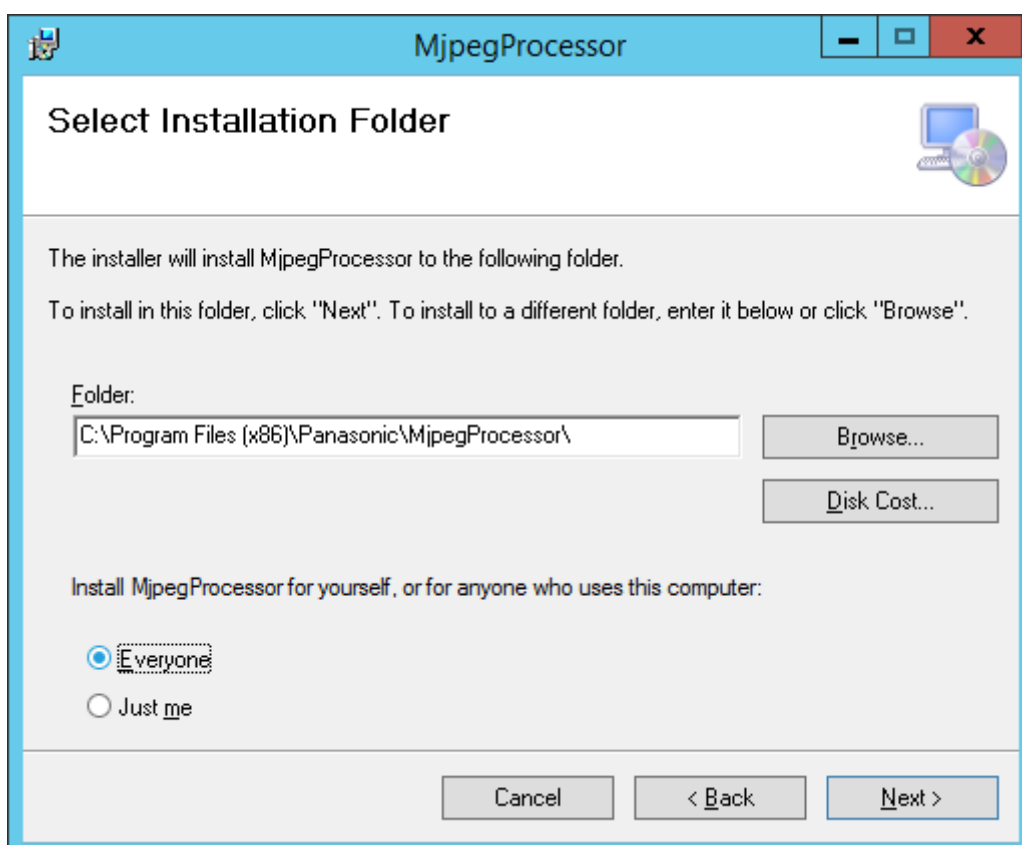 MjpegProcessor
Select Installation Folder
The installer will install MjpegProcessor to the following folder.
To install in this folder, click "Next". To install to a different folder, enter it below or click "Browse".
Folder:
C:\Program Files (x86)\Panasonic\MjpegProcessor\
Browse...
Disk Cost...
Install MjpegProcessor for yourself, or for anyone who uses this computer:
Everyone
Just me
Cancel
< Back
Next >